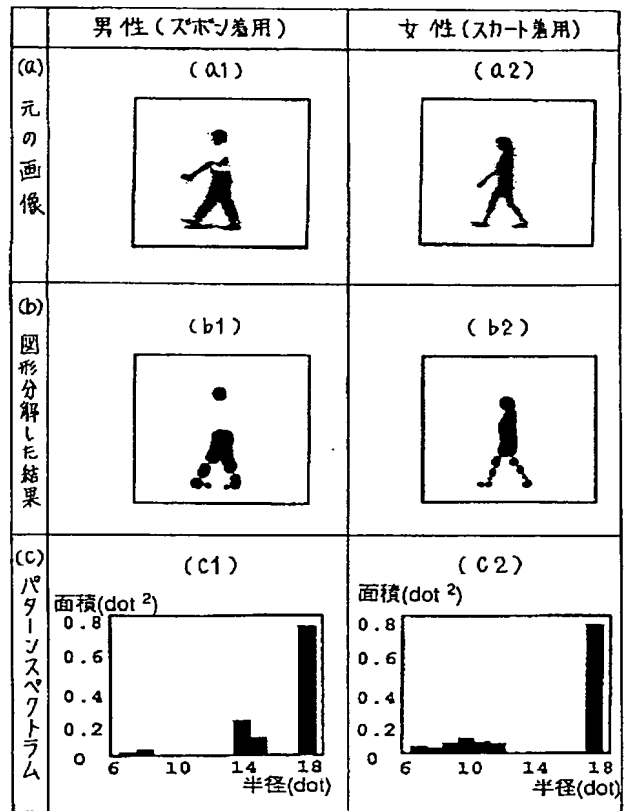 男性(ズボン着用)
女性(スカート着用)
(a) 元の画像
(a1)
(a2)
(b) 図形分解した結果
(b1)
(b2)
(c) パターンスペクトラム
(c1)
面積(dot 2)
0.8
0.6
0.4
0.2
0
6 10 14 18
半径(dot)
(c2)
面積(dot 2)
0.8
0.6
0.4
0.2
0
6 10 14 18
半径(dot)